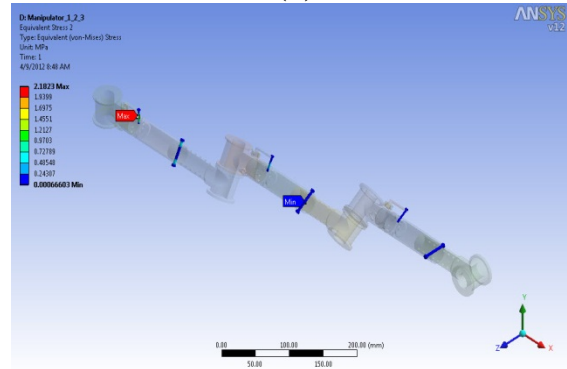 D: Manipulator_1_2_3
Equivalent Stress 2
Type: Equivalent (von-Mises) Stress
Unit: MPa
Time: 1
4/9/2012 8:48 AM
ANSYS
v12
2.1823 Max
1.9399
1.6975
1.4551
1.2127
0.9703
0.72789
0.48548
0.24307
0.00066603 Min
Max
Min
0.00 100.00 200.00 (mm)
50.00 150.00
Y
Z X